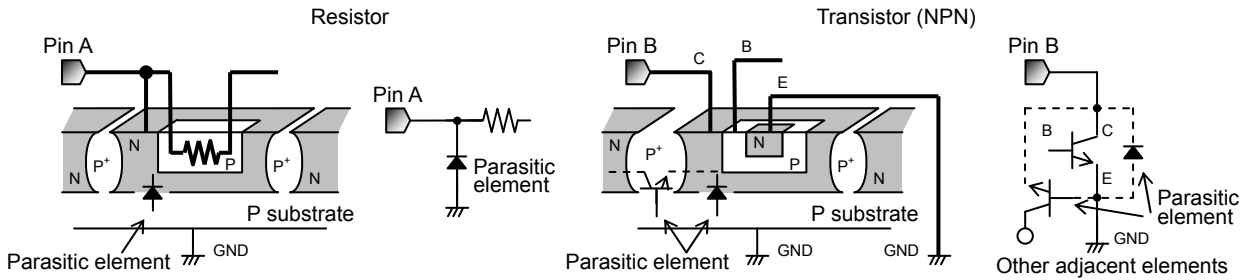 Resistor
Pin A
N
P+
N
P
P+
N
Parasitic element
P substrate
GND
Pin A
Parasitic
element
Transistor (NPN)
Pin B
C
B
E
N
P+
N
N
P
P+
N
P substrate
GND
Parasitic element
GND
Pin B
B
C
E
Parasitic
element
GND
Other adjacent elements